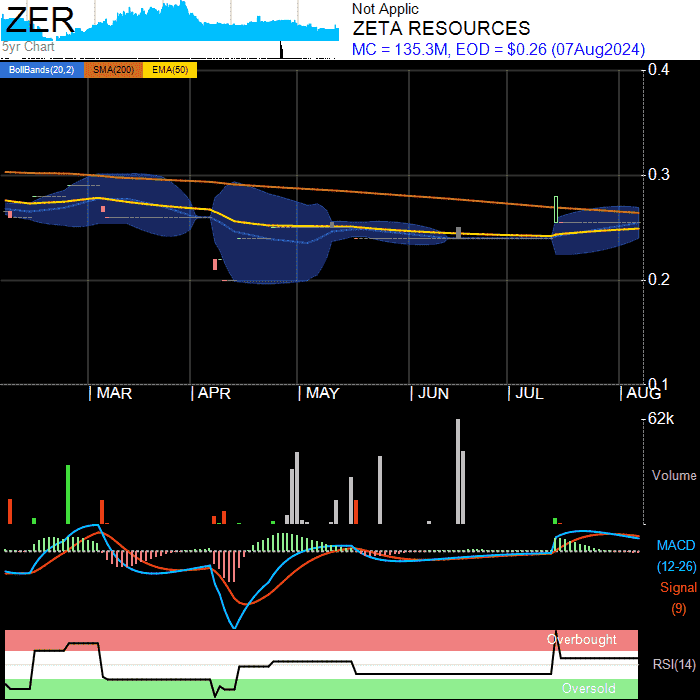 ZER
5yr Chart
Not Applic
ZETA RESOURCES
MC = 135.3M, EOD = $0.26 (07Aug2024)
BollBands(20,2) SMA(200) EMA(50)
0.4
0.3
0.2
0.1
MAR APR MAY JUN JUL AUG
62k
Volume
MACD
(12-26)
Signal
(9)
Overbought
RSI(14)
Oversold